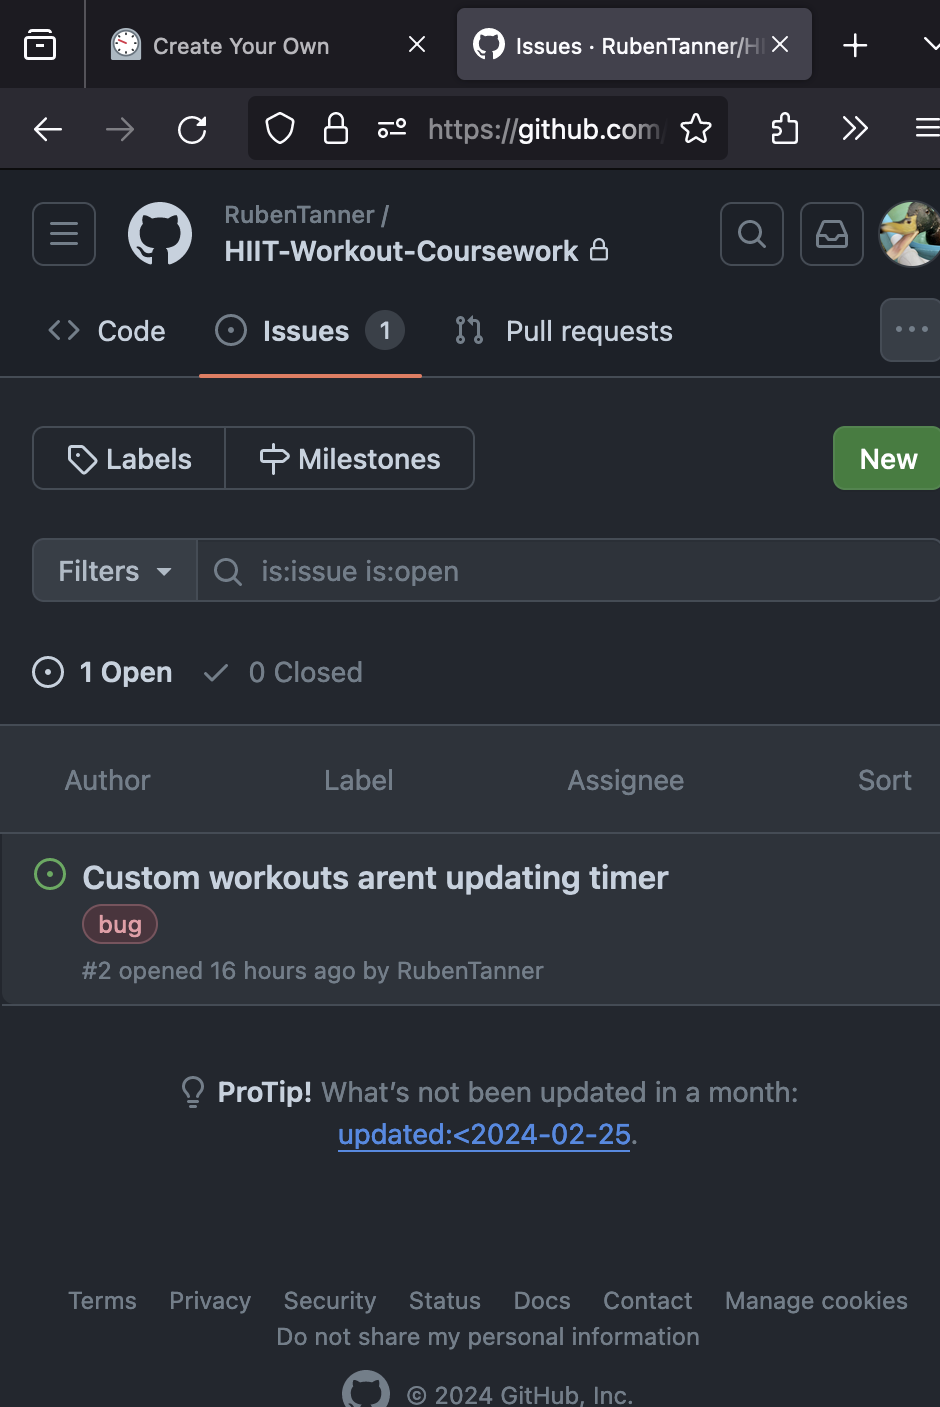 Create Your Own
Issues · RubenTanner/HI
https://github.com/
RubenTanner /
HIIT-Workout-Coursework
Code
Issues 1
Pull requests
Labels
Milestones
New
Filters
is:issue is:open
1 Open
0 Closed
Author
Label
Assignee
Sort
Custom workouts arent updating timer
bug
#2 opened 16 hours ago by RubenTanner
ProTip! What’s not been updated in a month:
updated:<2024-02-25.
Terms
Privacy
Security
Status
Docs
Contact
Manage cookies
Do not share my personal information
© 2024 GitHub, Inc.